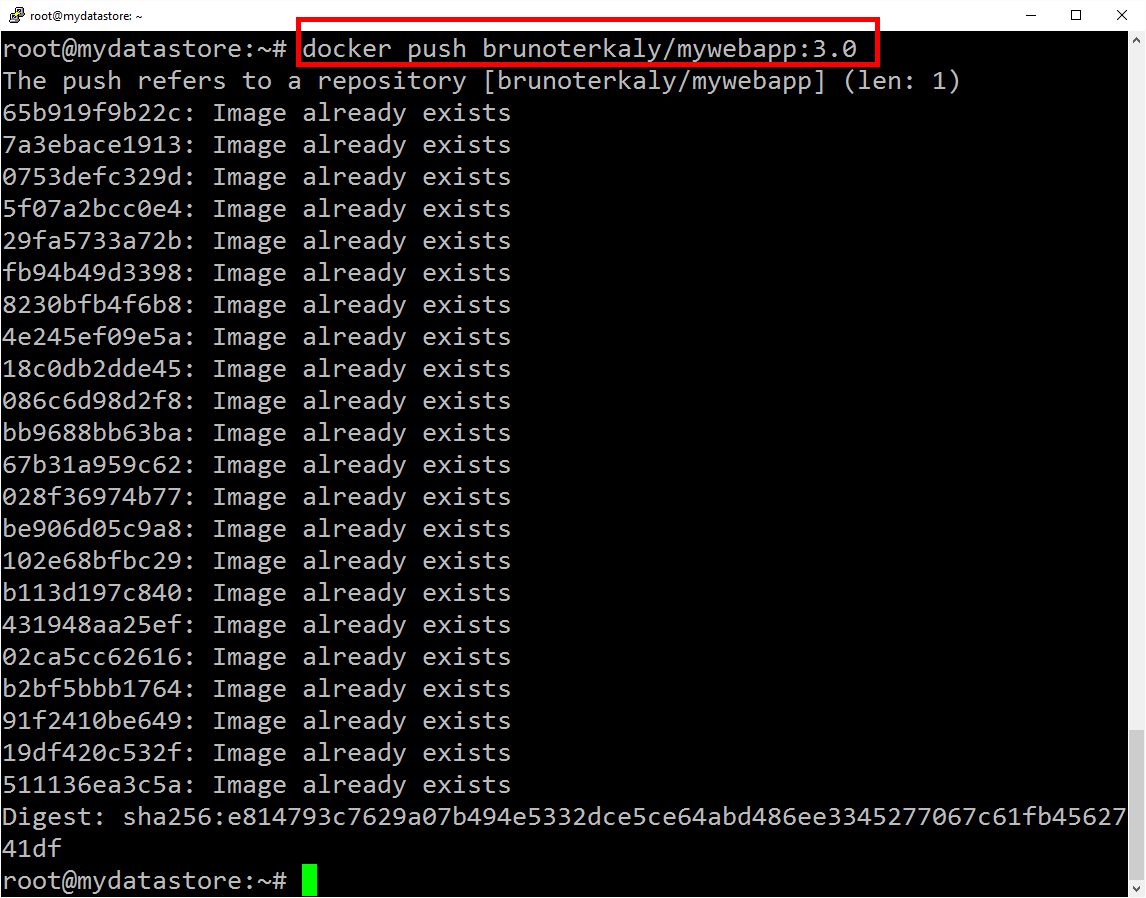 root@mydatastore: ~
root@mydatastore:~# docker push brunoterkaly/mywebapp:3.0
The push refers to a repository [brunoterkaly/mywebapp] (len: 1)
65b919f9b22c: Image already exists
7a3ebace1913: Image already exists
0753defc329d: Image already exists
5f07a2bcc0e4: Image already exists
29fa5733a72b: Image already exists
fb94b49d3398: Image already exists
8230bfb4f6b8: Image already exists
4e245ef09e5a: Image already exists
18c0db2dde45: Image already exists
086c6d98d2f8: Image already exists
bb9688bb63ba: Image already exists
67b31a959c62: Image already exists
028f36974b77: Image already exists
be906d05c9a8: Image already exists
102e68bfbc29: Image already exists
b113d197c840: Image already exists
431948aa25ef: Image already exists
02ca5cc62616: Image already exists
b2bf5bbb1764: Image already exists
91f2410be649: Image already exists
19df420c532f: Image already exists
511136ea3c5a: Image already exists
Digest: sha256:e814793c7629a07b494e5332dce5ce64abd486ee3345277067c61fb45627
41df
root@mydatastore:~#